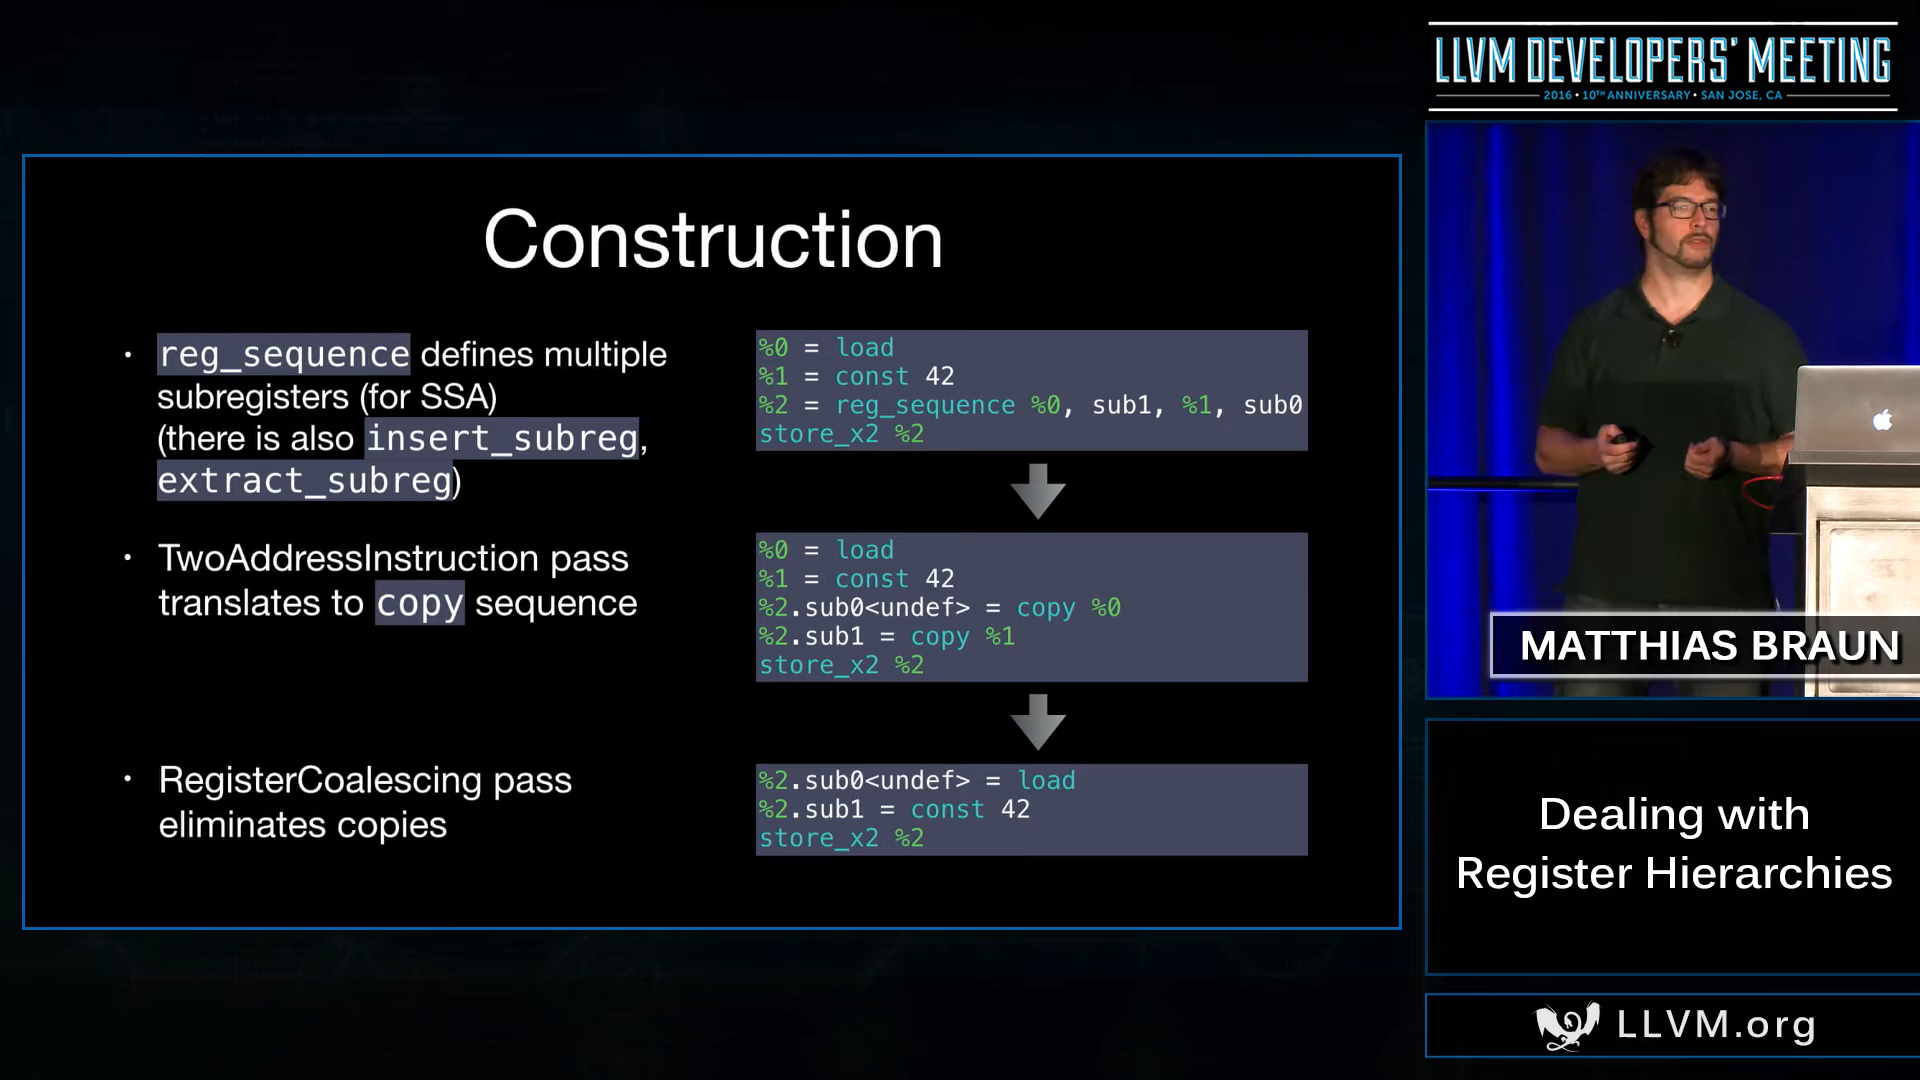 LLVM DEVELOPERS' MEETING
2016 • 10TH ANNIVERSARY • SAN JOSE, CA
Construction
• reg_sequence defines multiple
subregisters (for SSA)
(there is also insert_subreg,
extract_subreg)
• TwoAddressInstruction pass
translates to copy sequence
• RegisterCoalescing pass
eliminates copies
%0 = load
%1 = const 42
%2 = reg_sequence %0, sub1, %1, sub0
store_x2 %2
%0 = load
%1 = const 42
%2.sub0<undef> = copy %0
%2.sub1 = copy %1
store_x2 %2
%2.sub0<undef> = load
%2.sub1 = const 42
store_x2 %2
MATTHIAS BRAUN
Dealing with
Register Hierarchies
LLVM.org